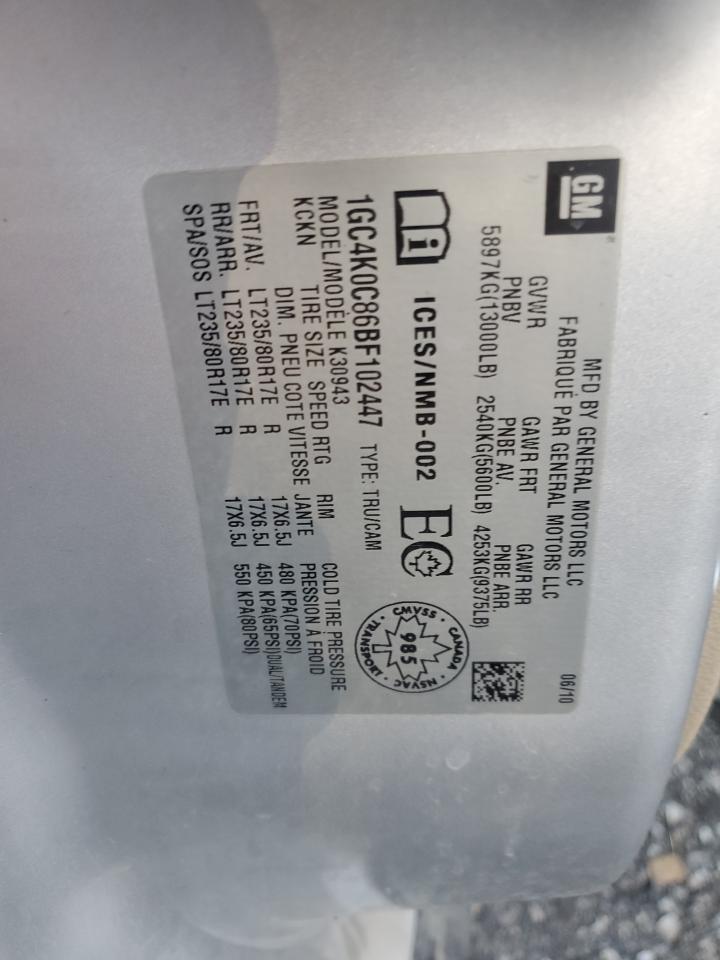 GM
MFD BY GENERAL MOTORS LLC
FABRIQUÉ PAR GENERAL MOTORS LLC
06/10
GVWR GAWR FRT GAWR RR
PNBV PNBE AV. PNBE ARR.
5897KG(13000LB) 2540KG(5600LB) 4253KG(9375LB)
i ICES/NMB-002 EC
CMVSS · CANADA · NSVAC · TRANSPORT ·
985
1GC4K0C86BF102447 TYPE: TRU/CAM
MODEL/MODÈLE K30943
KCKN TIRE SIZE SPEED RTG RIM COLD TIRE PRESSURE
DIM. PNEU COTE VITESSE JANTE PRESSION À FROID
FRT/AV. LT235/80R17E R 17X6.5J 480 KPA(70PSI)
RR/ARR. LT235/80R17E R 17X6.5J 450 KPA(65PSI)DUAL/TANDEM
SPA/SOS LT235/80R17E R 17X6.5J 550 KPA(80PSI)